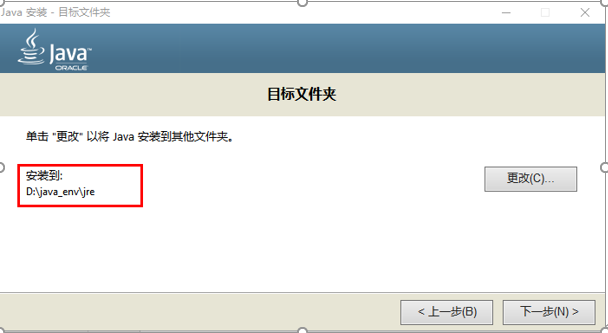 Java 安装 - 目标文件夹
Java™
ORACLE
目标文件夹
单击 "更改" 以将 Java 安装到其他文件夹。
安装到:
D:\java_env\jre
更改(C)...
< 上一步(B)
下一步(N) >